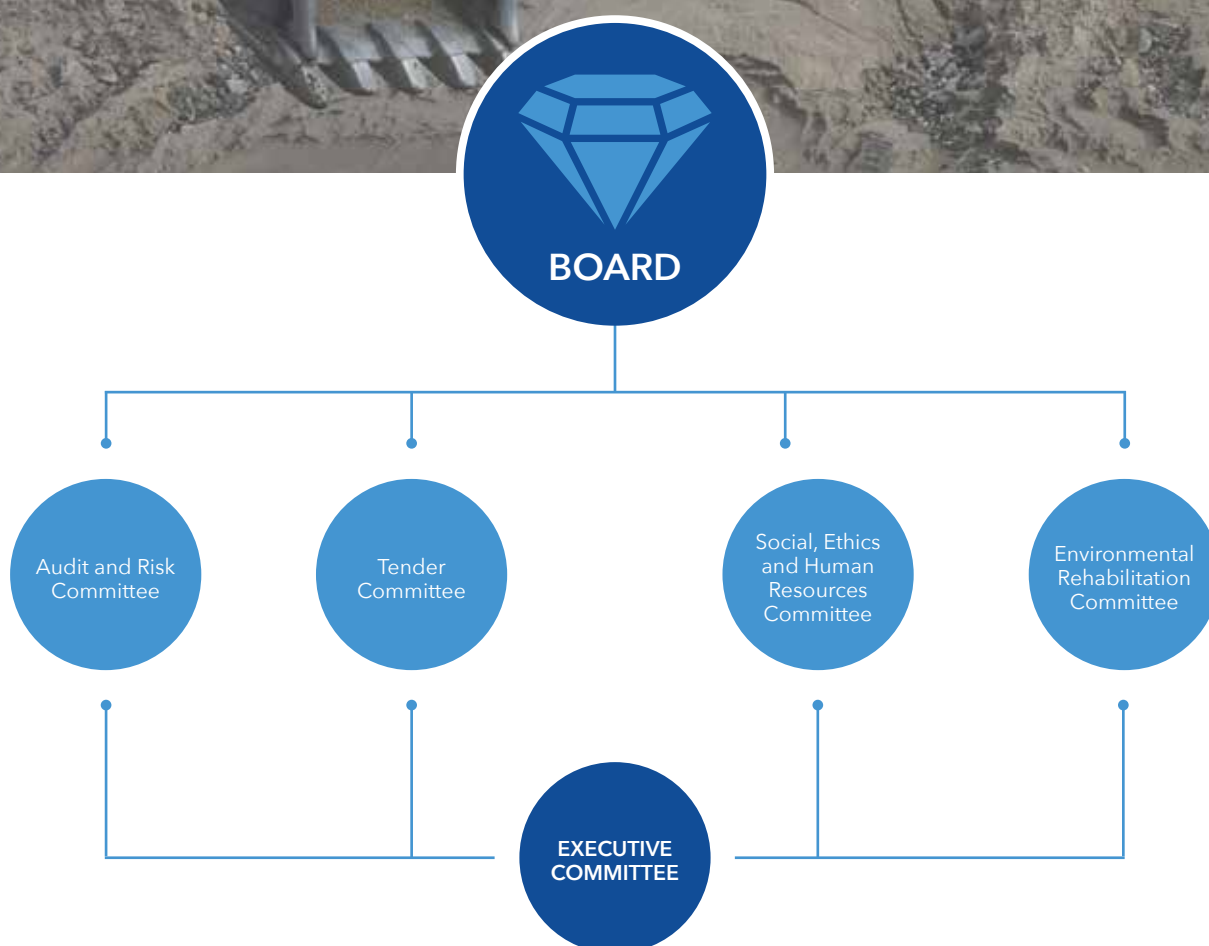 BOARD
Audit and Risk
Committee
Tender
Committee
Social, Ethics
and Human
Resources
Committee
Environmental
Rehabilitation
Committee
EXECUTIVE
COMMITTEE